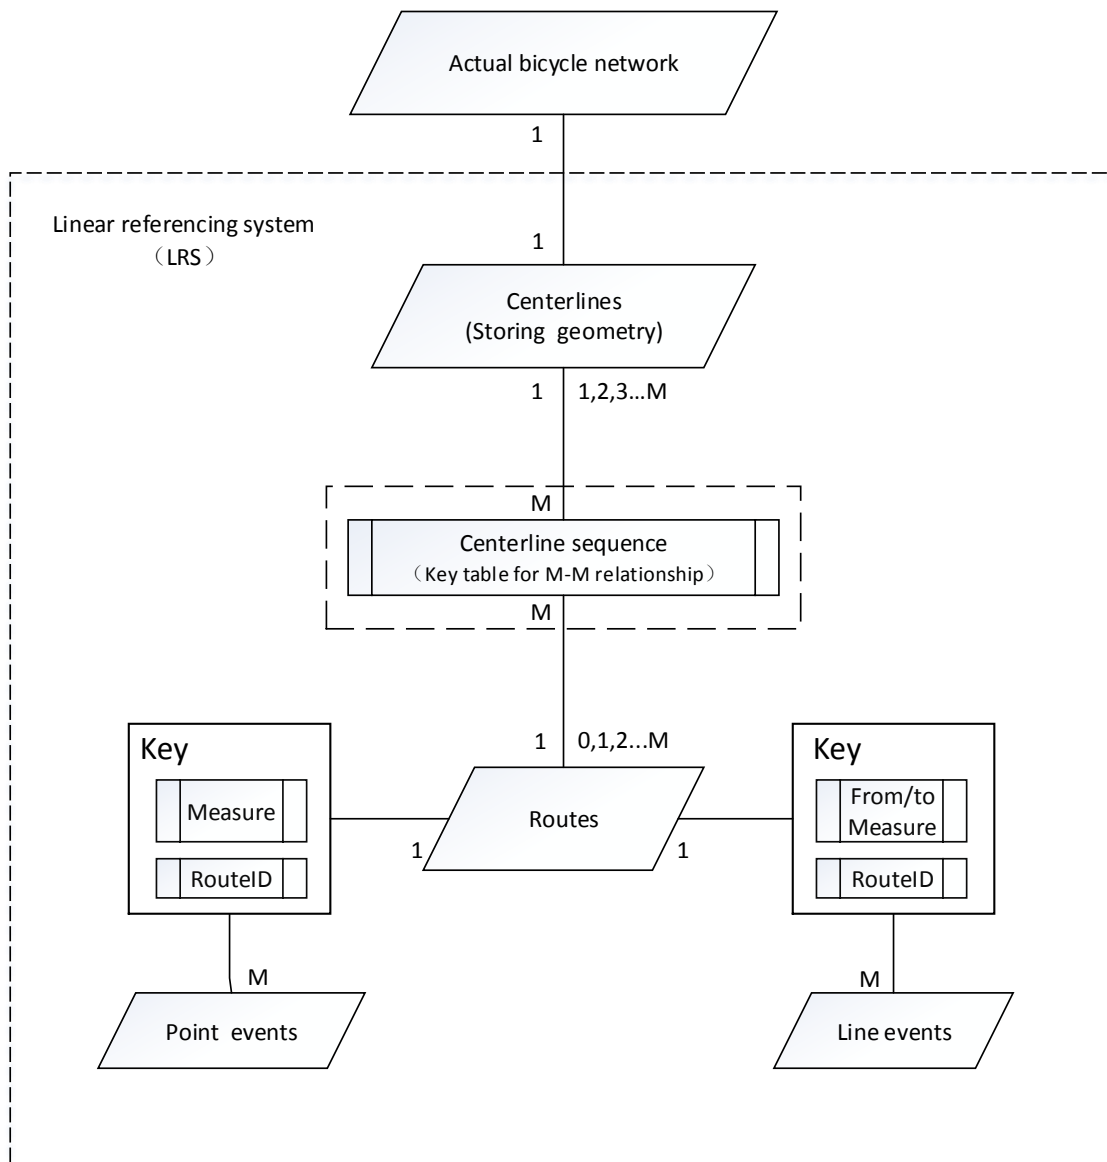 Actual bicycle network
1
Linear referencing system
（LRS）
1
Centerlines
(Storing geometry)
1 1,2,3...M
M
Centerline sequence
（Key table for M-M relationship）
M
1 0,1,2...M
Key
Measure
RouteID
1
Routes
1
Key
From/to
Measure
RouteID
M
Point events
M
Line events